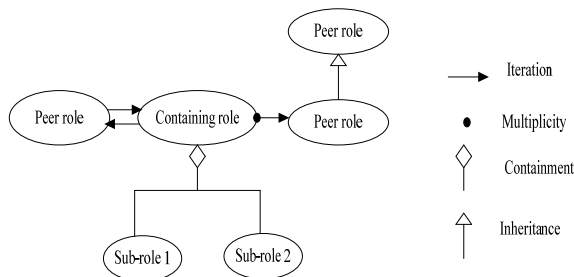 Peer role
Peer role
Containing role
Peer role
Sub-role 1
Sub-role 2
Iteration
Multiplicity
Containment
Inheritance